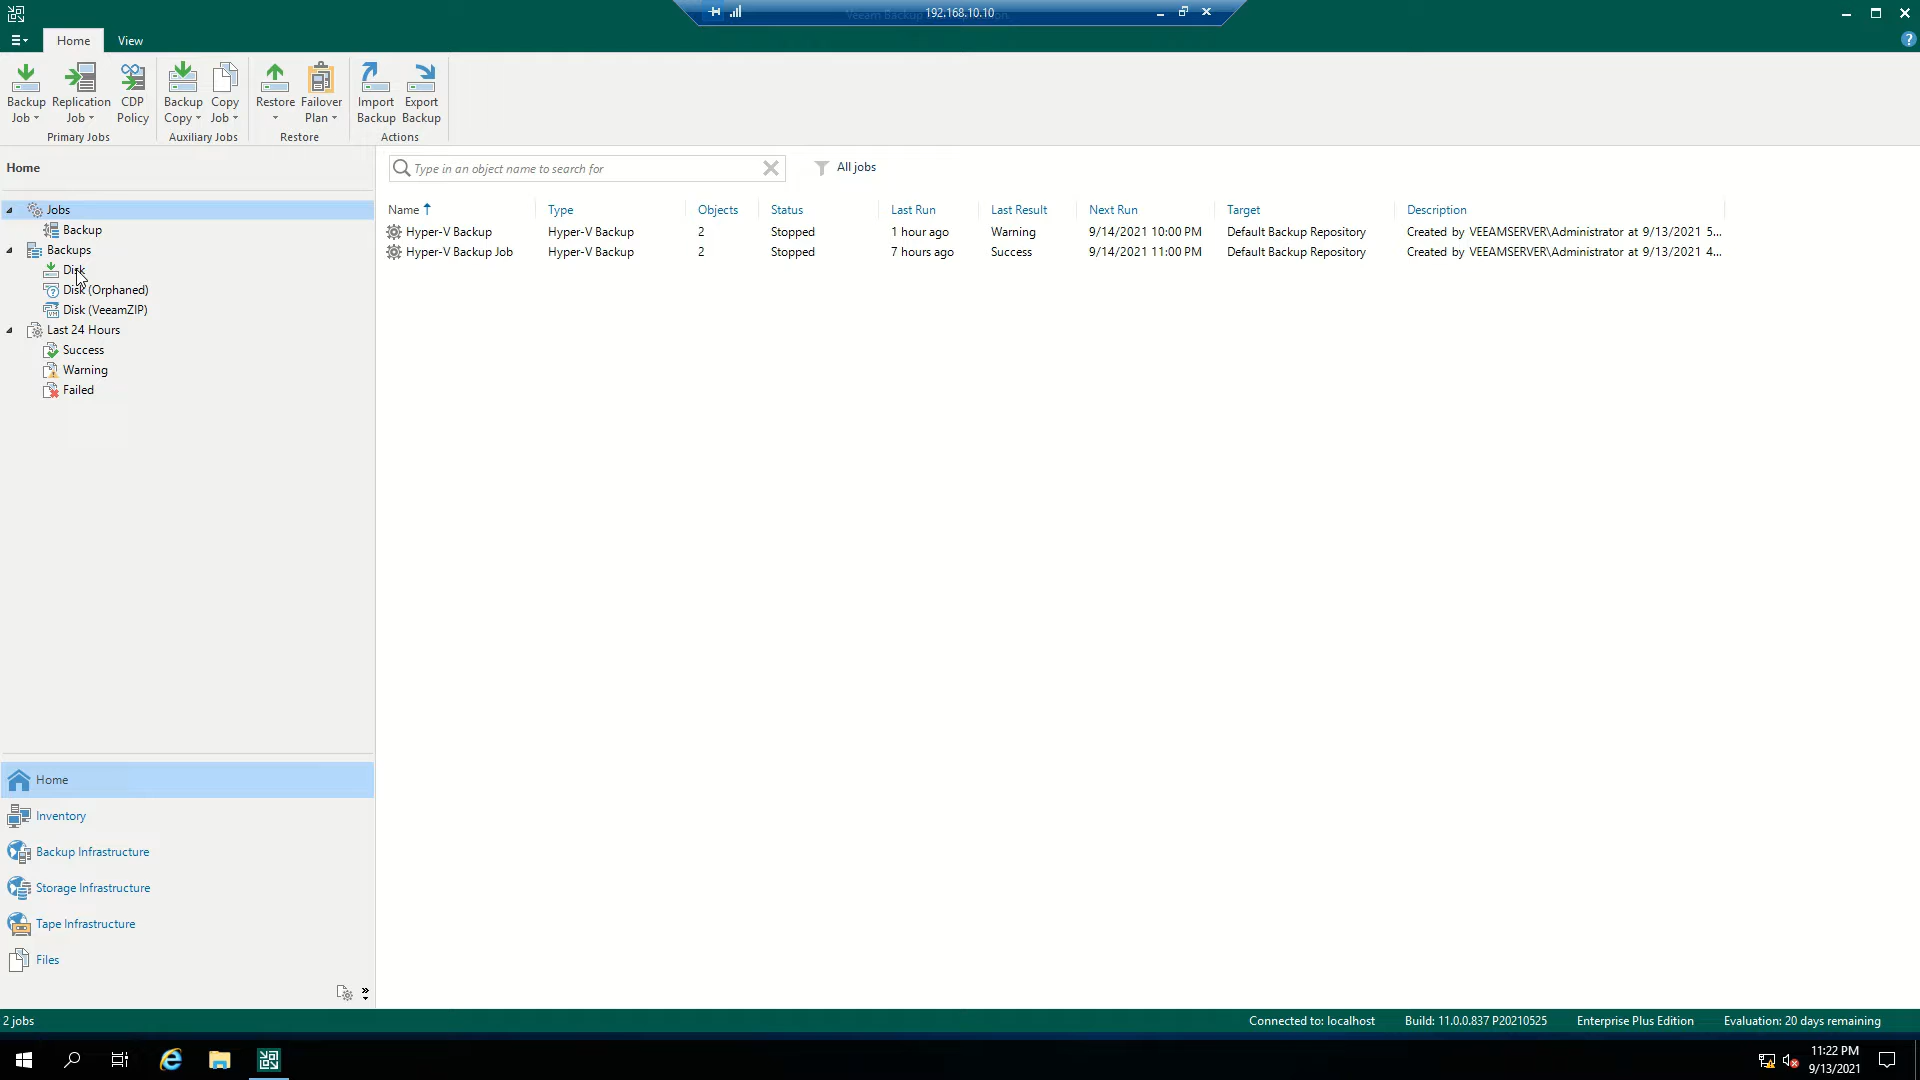 192.168.10.10
Home View
Backup Job Replication Job CDP Policy Backup Copy Copy Job Restore Failover Plan Import Backup Export Backup
Primary Jobs Auxiliary Jobs Restore Actions
Home
Type in an object name to search for All jobs
Jobs
Backup
Backups
Disk
Disk (Orphaned)
Disk (VeeamZIP)
Last 24 Hours
Success
Warning
Failed
Name Type Objects Status Last Run Last Result Next Run Target Description
Hyper-V Backup Hyper-V Backup 2 Stopped 1 hour ago Warning 9/14/2021 10:00 PM Default Backup Repository Created by VEEAMSERVER\Administrator at 9/13/2021 5...
Hyper-V Backup Job Hyper-V Backup 2 Stopped 7 hours ago Success 9/14/2021 11:00 PM Default Backup Repository Created by VEEAMSERVER\Administrator at 9/13/2021 4...
Home
Inventory
Backup Infrastructure
Storage Infrastructure
Tape Infrastructure
Files
2 jobs Connected to: localhost Build: 11.0.0.837 P20210525 Enterprise Plus Edition Evaluation: 20 days remaining
11:22 PM
9/13/2021